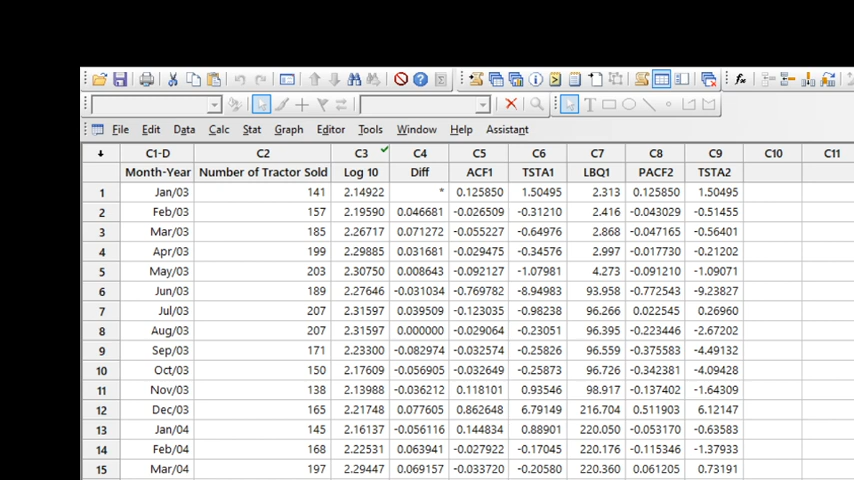 File Edit Data Calc Stat Graph Editor Tools Window Help Assistant
C1-D C2 C3 C4 C5 C6 C7 C8 C9 C10 C11
Month-Year Number of Tractor Sold Log 10 Diff ACF1 TSTA1 LBQ1 PACF2 TSTA2
1 Jan/03 141 2.14922 * 0.125850 1.50495 2.313 0.125850 1.50495
2 Feb/03 157 2.19590 0.046681 -0.026509 -0.31210 2.416 -0.043029 -0.51455
3 Mar/03 185 2.26717 0.071272 -0.055227 -0.64976 2.868 -0.047165 -0.56401
4 Apr/03 199 2.29885 0.031681 -0.029475 -0.34576 2.997 -0.017730 -0.21202
5 May/03 203 2.30750 0.008643 -0.092127 -1.07981 4.273 -0.091210 -1.09071
6 Jun/03 189 2.27646 -0.031034 -0.769782 -8.94983 93.958 -0.772543 -9.23827
7 Jul/03 207 2.31597 0.039509 -0.123035 -0.98238 96.266 0.022545 0.26960
8 Aug/03 207 2.31597 0.000000 -0.029064 -0.23051 96.395 -0.223446 -2.67202
9 Sep/03 171 2.23300 -0.082974 -0.032574 -0.25826 96.559 -0.375583 -4.49132
10 Oct/03 150 2.17609 -0.056905 -0.032649 -0.25873 96.726 -0.342381 -4.09428
11 Nov/03 138 2.13988 -0.036212 0.118101 0.93546 98.917 -0.137402 -1.64309
12 Dec/03 165 2.21748 0.077605 0.862648 6.79149 216.704 0.511903 6.12147
13 Jan/04 145 2.16137 -0.056116 0.144834 0.88901 220.050 -0.053170 -0.63583
14 Feb/04 168 2.22531 0.063941 -0.027922 -0.17045 220.176 -0.115346 -1.37933
15 Mar/04 197 2.29447 0.069157 -0.033720 -0.20580 220.360 0.061205 0.73191